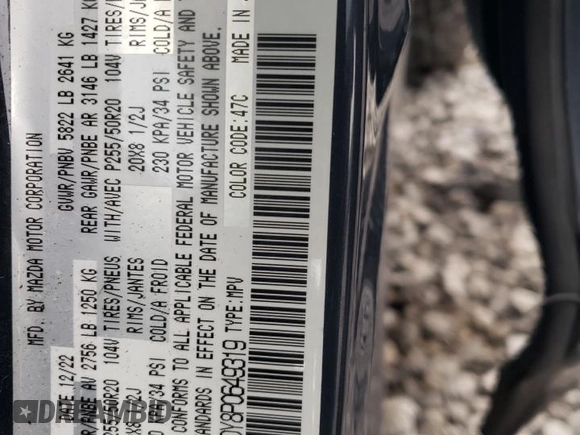 MFD. BY MAZDA MOTOR CORPORATION
DATE 12/22 GVWR/PNBV 5822 LB 2641 KG
AV 2756 LB 1250 KG REAR GAWR/PNBE AR 3146 LB 1427
255/50R20 104V TIRES/PNEUS WITH/AVEC P255/50R20 104V TIRES/
RIMS/JANTES 20X8 1/2J RIMS/
PSI COLD/A FROID 230 KPA/34 PSI COLD/A
CONFORMS TO ALL APPLICABLE FEDERAL MOTOR VEHICLE SAFETY AND
STANDARDS IN EFFECT ON THE DATE OF MANUFACTURE SHOWN ABOVE.
TYPE:MPV COLOR CODE:47C MADE IN
DREAMBID
WE GUARANTEE